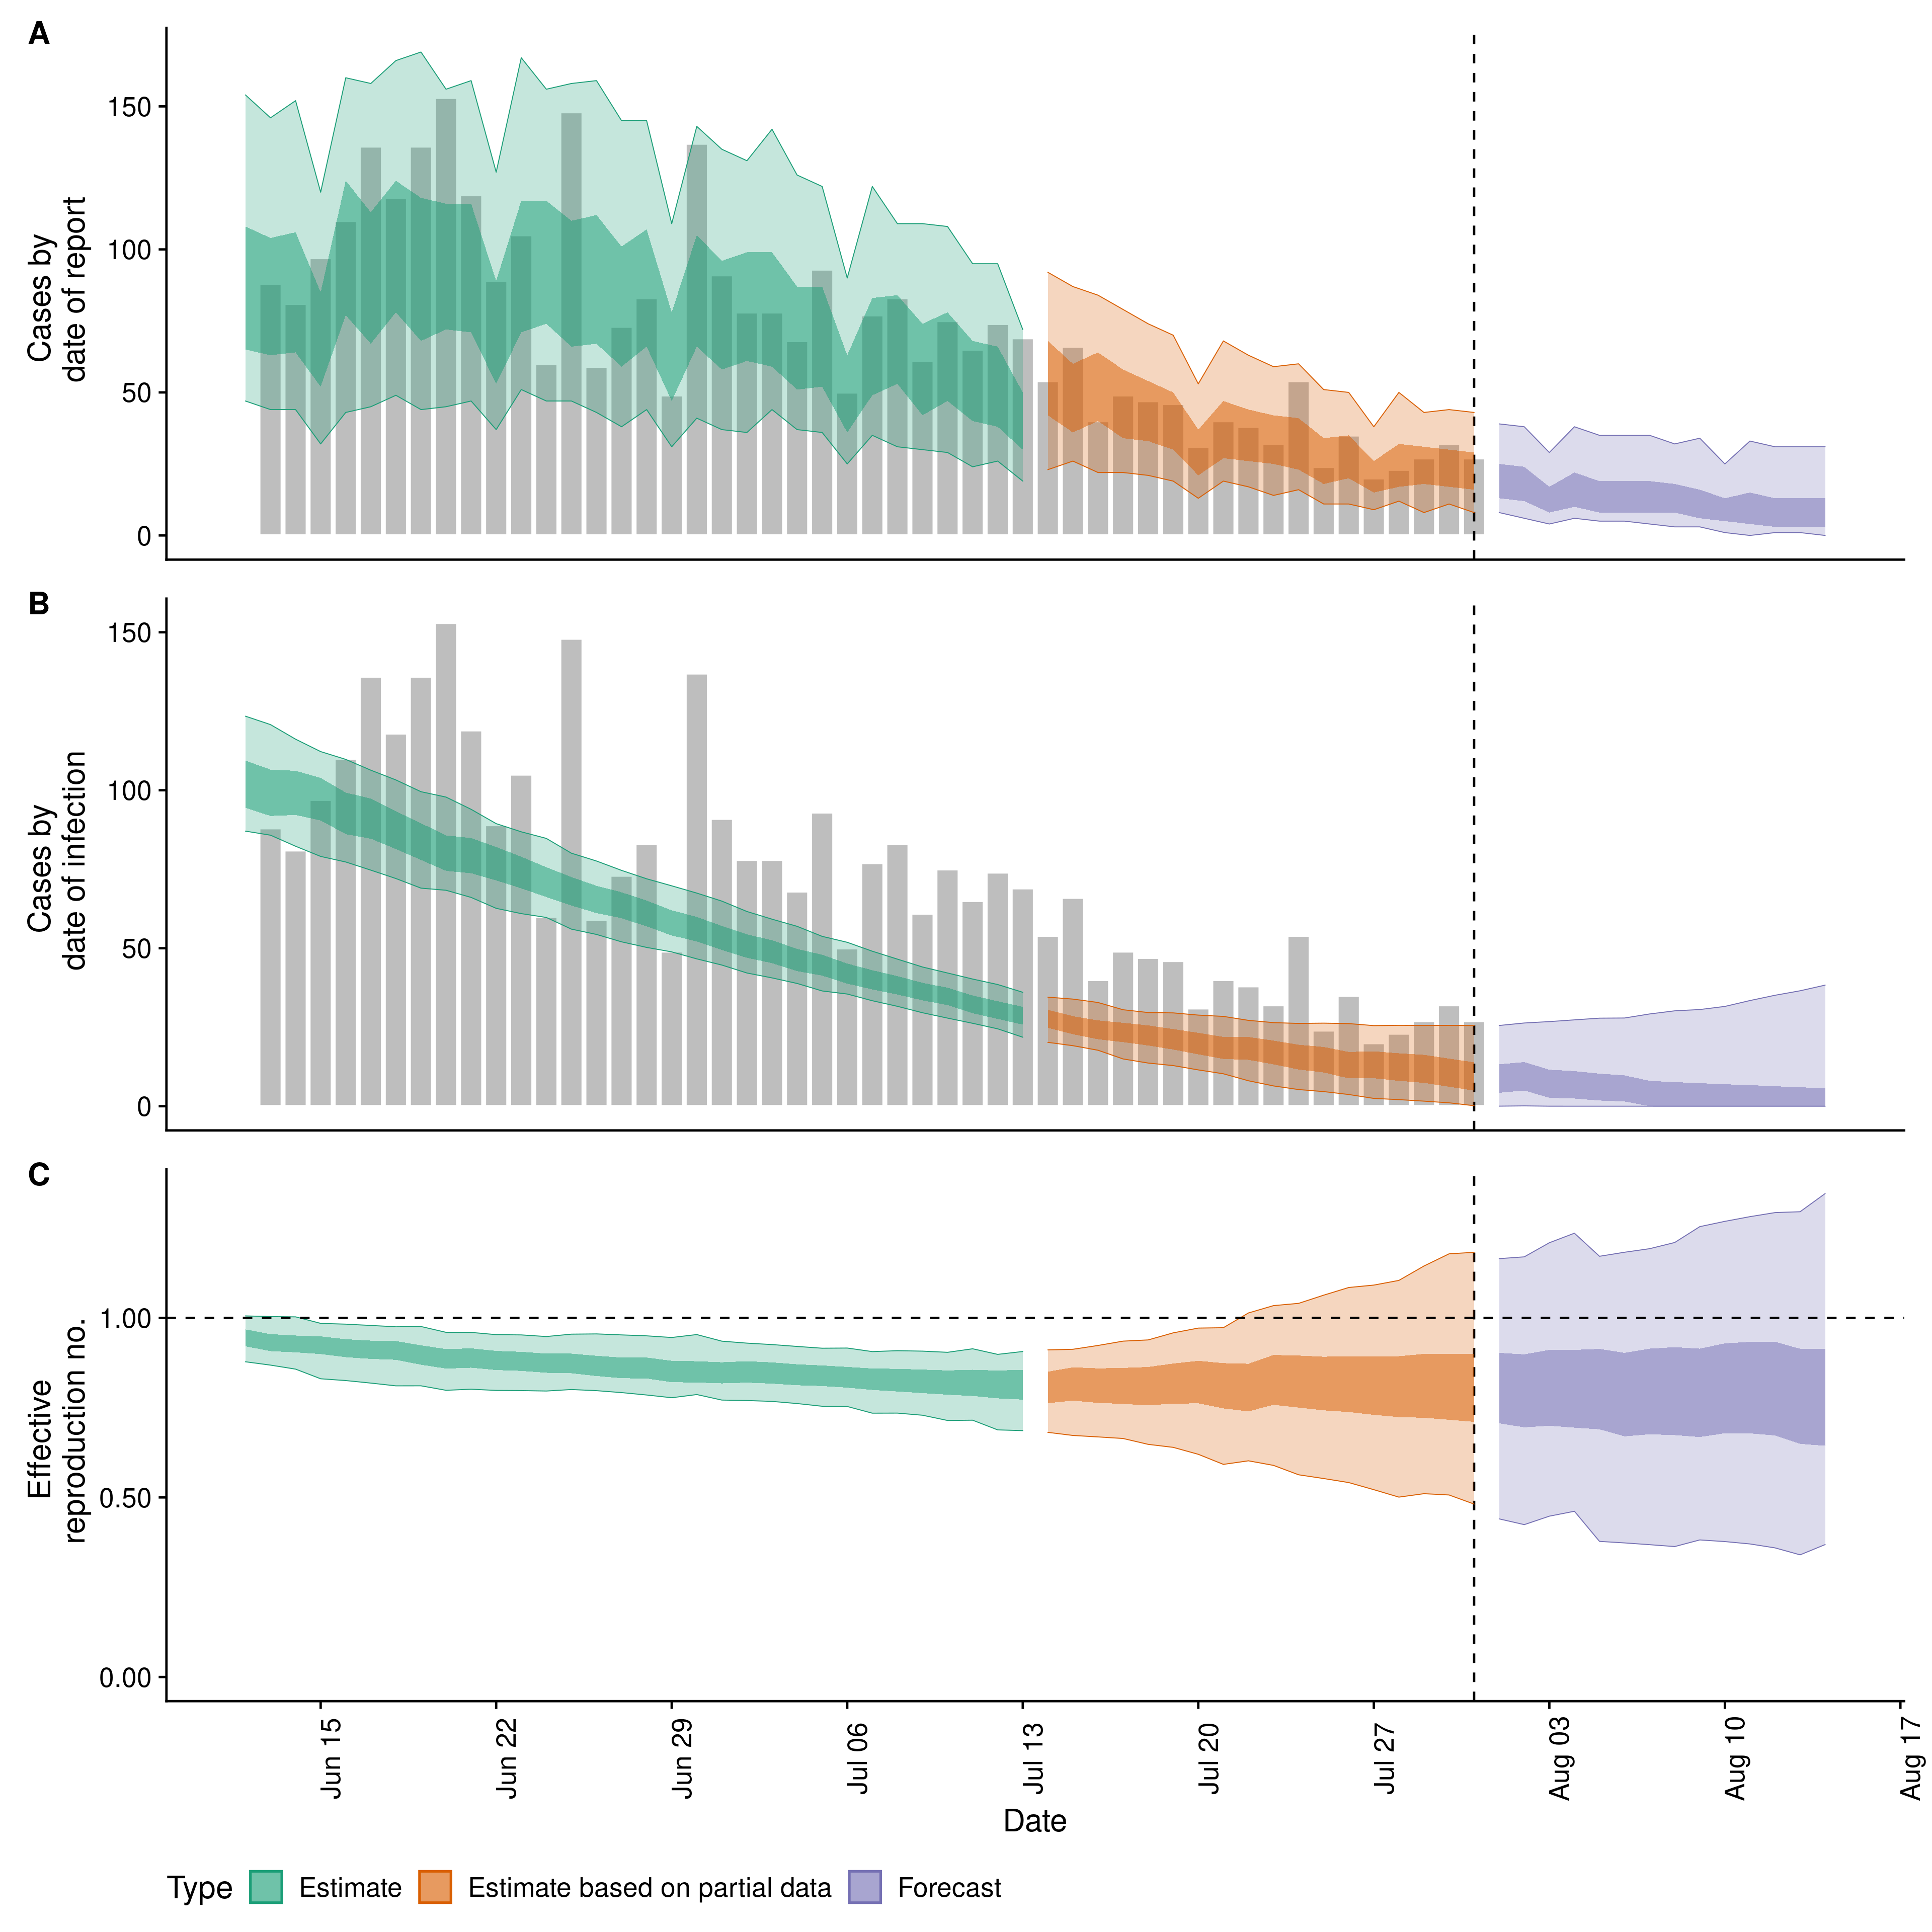 A
Cases by
date of report
150
100
50
0
B
Cases by
date of infection
150
100
50
0
C
Effective
reproduction no.
1.00
0.50
0.00
Jun 15
Jun 22
Jun 29
Jul 06
Jul 13
Jul 20
Jul 27
Aug 03
Aug 10
Aug 17
Date
Type
Estimate
Estimate based on partial data
Forecast